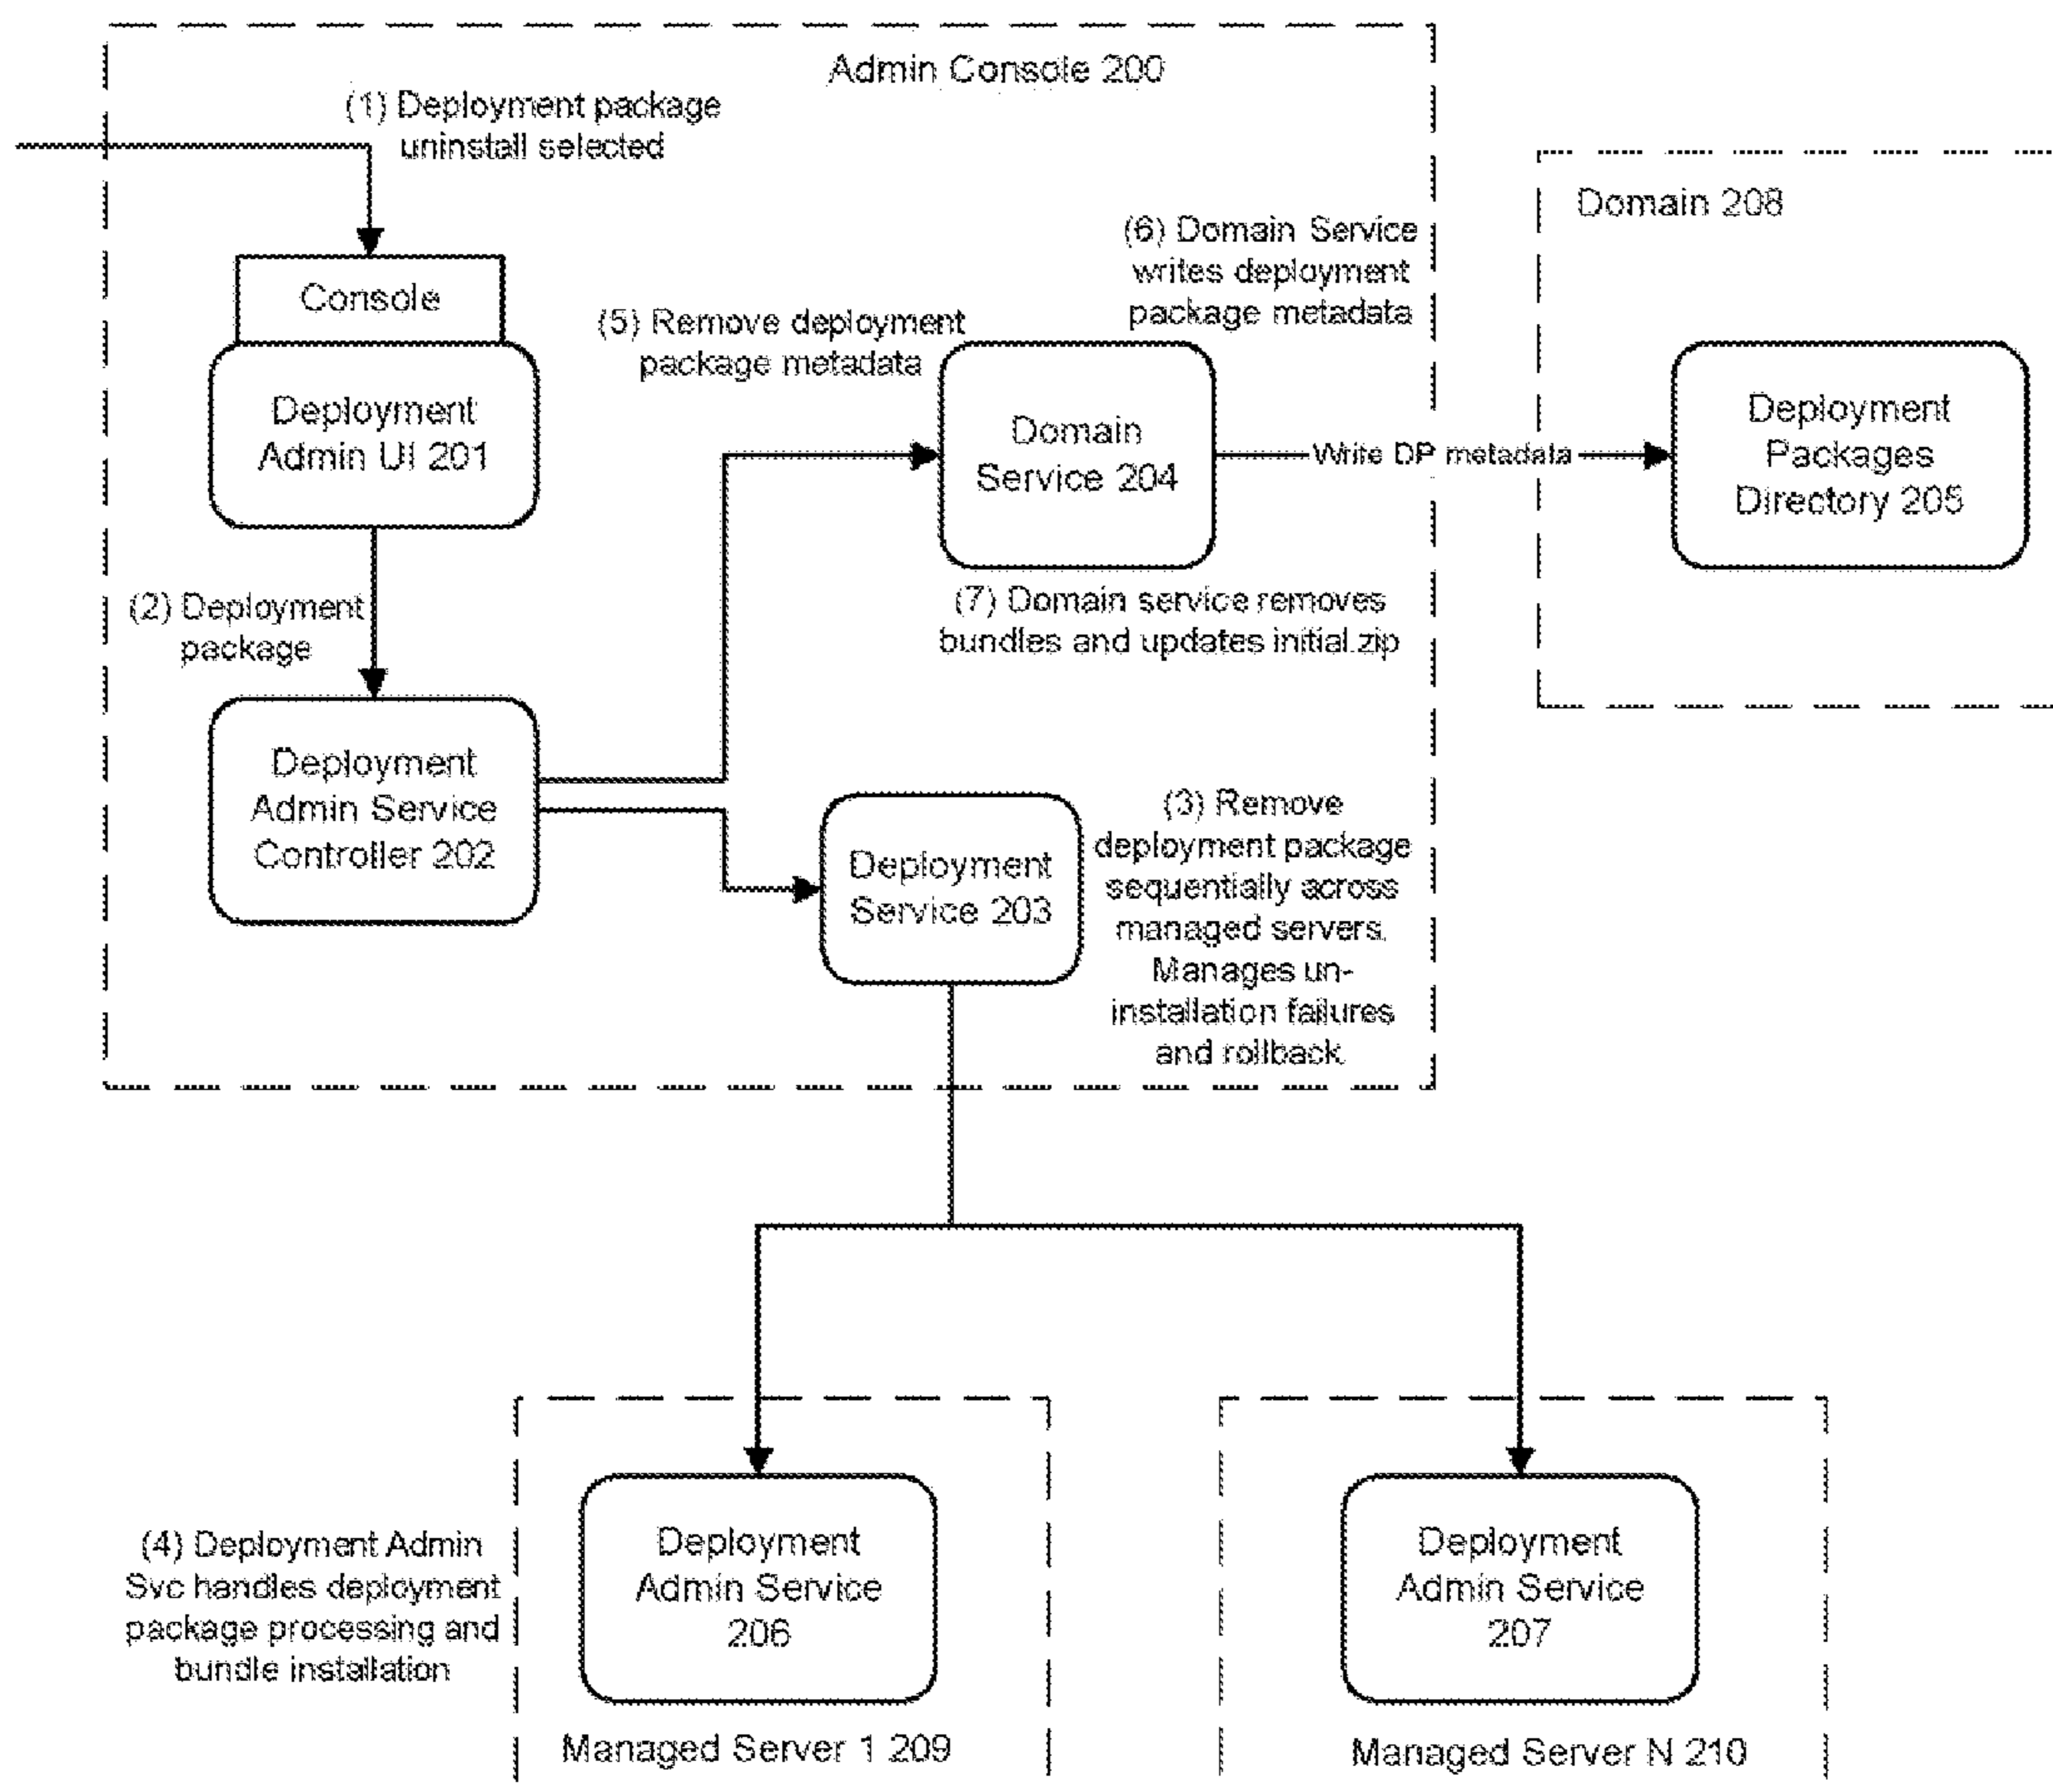 Admin Console 200
(1) Deployment package
uninstall selected
Domain 208
(6) Domain Service
writes deployment
package metadata
Console
(5) Remove deployment
package metadata
Deployment
Admin UI 201
Domain
Service 204
Write DP metadata
Deployment
Packages
Directory 205
(2) Deployment
package
(7) Domain service removes
bundles and updates initial.zip
Deployment
Admin Service
Controller 202
Deployment
Service 203
(3) Remove
deployment package
sequentially across
managed servers.
Manages un-
installation failures
and rollback
(4) Deployment Admin
Svc handles deployment
package processing and
bundle installation
Deployment
Admin Service
206
Deployment
Admin Service
207
Managed Server 1 209
Managed Server N 210